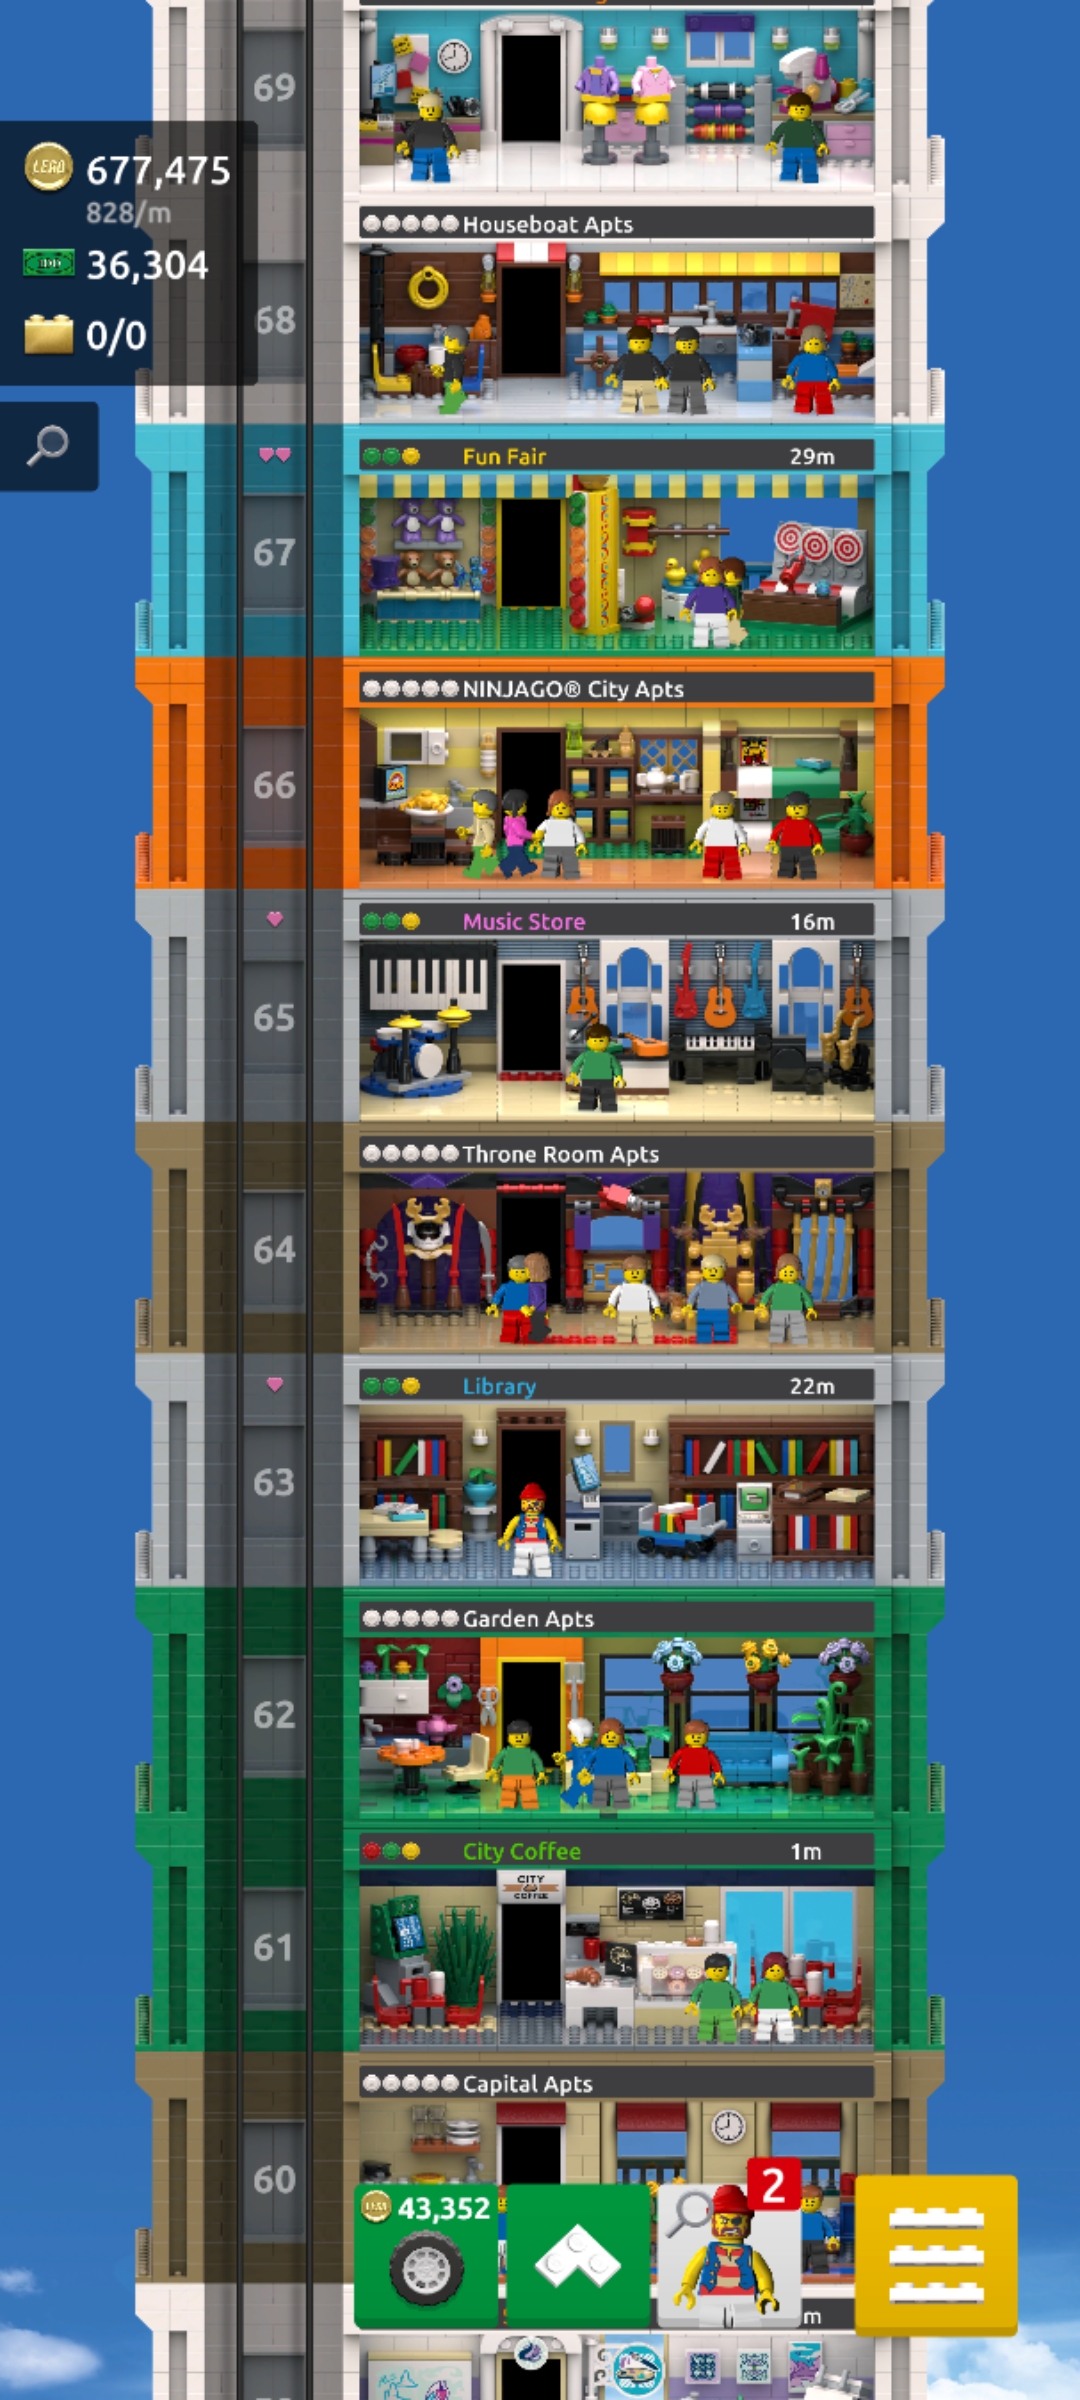 69
LEGO 677,475
828/m
36,304
0/0
Houseboat Apts
68
Fun Fair 29m
67
NINJAGO® City Apts
66
Music Store 16m
65
Throne Room Apts
64
Library 22m
63
Garden Apts
62
City Coffee 1m
CITY
COFFEE
61
Capital Apts
60
43,352
2
m